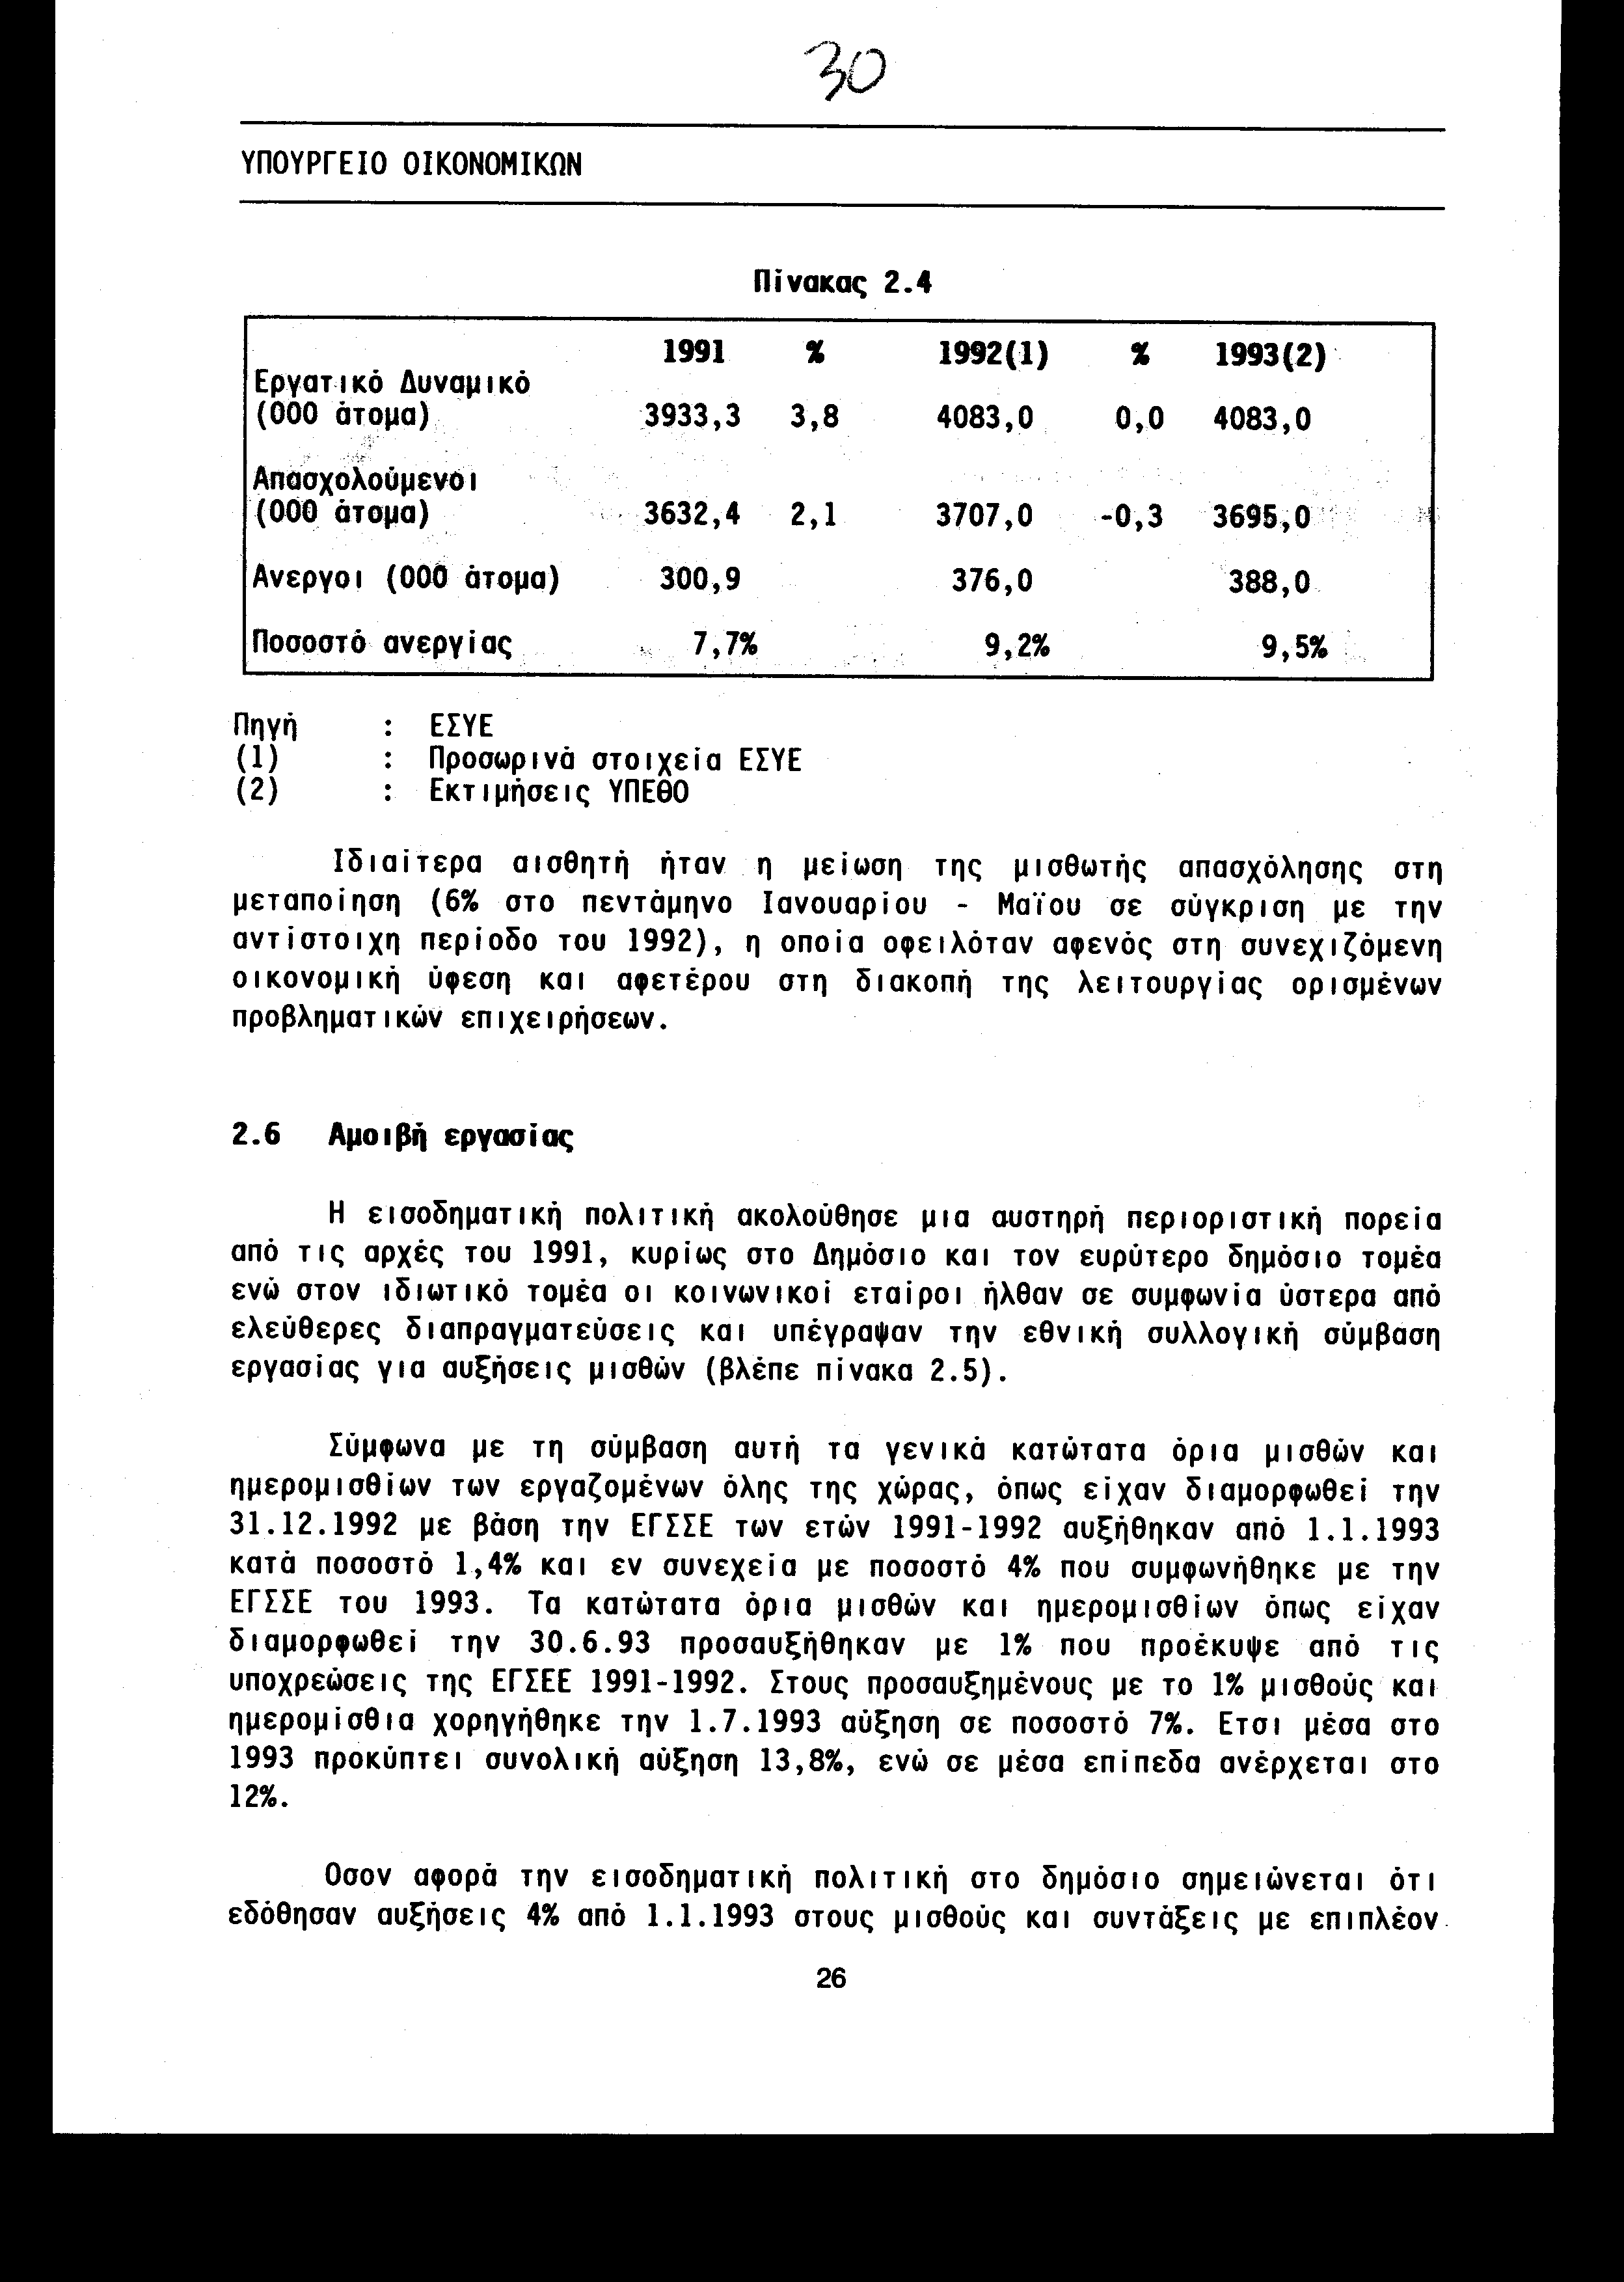 30
ΥΠΟΥΡΓΕΙΟ ΟΙΚΟΝΟΜΙΚΩΝ
Πίνακας 2.4
1991 % 1992(1) % 1993(2)
Εργατικό Δυναμικό
(000 άτομα) 3933,3 3,8 4083,0 0,0 4083,0
Απασχολούμενοι
(000 άτομα) 3632,4 2,1 3707,0 -0,3 3695,0
Ανεργοι (000 άτομα) 300,9 376,0 388,0
Ποσοστό ανεργίας 7,7% 9,2% 9,5%
Πηγή : ΕΣΥΕ
(1) : Προσωρινά στοιχεία ΕΣΥΕ
(2) : Εκτιμήσεις ΥΠΕΘΟ
Ιδιαίτερα αισθητή ήταν η μείωση της μισθωτής απασχόλησης στη
μεταποίηση (6% στο πεντάμηνο Ιανουαρίου - Μαΐου σε σύγκριση με την
αντίστοιχη περίοδο του 1992), η οποία οφειλόταν αφενός στη συνεχιζόμενη
οικονομική ύφεση και αφετέρου στη διακοπή της λειτουργίας ορισμένων
προβληματικών επιχειρήσεων.
2.6 Αμοιβή εργασίας
Η εισοδηματική πολιτική ακολούθησε μια αυστηρή περιοριστική πορεία
από τις αρχές του 1991, κυρίως στο Δημόσιο και τον ευρύτερο δημόσιο τομέα
ενώ στον ιδιωτικό τομέα οι κοινωνικοί εταίροι ήλθαν σε συμφωνία ύστερα από
ελεύθερες διαπραγματεύσεις και υπέγραψαν την εθνική συλλογική σύμβαση
εργασίας για αυξήσεις μισθών (βλέπε πίνακα 2.5).
Σύμφωνα με τη σύμβαση αυτή τα γενικά κατώτατα όρια μισθών και
ημερομισθίων των εργαζομένων όλης της χώρας, όπως είχαν διαμορφωθεί την
31.12.1992 με βάση την ΕΓΣΣΕ των ετών 1991-1992 αυξήθηκαν από 1.1.1993
κατά ποσοστό 1,4% και εν συνεχεία με ποσοστό 4% που συμφωνήθηκε με την
ΕΓΣΣΕ του 1993. Τα κατώτατα όρια μισθών και ημερομισθίων όπως είχαν
διαμορφωθεί την 30.6.93 προσαυξήθηκαν με 1% που προέκυψε από τις
υποχρεώσεις της ΕΓΣΕΕ 1991-1992. Στους προσαυξημένους με το 1% μισθούς και
ημερομίσθια χορηγήθηκε την 1.7.1993 αύξηση σε ποσοστό 7%. Ετσι μέσα στο
1993 προκύπτει συνολική αύξηση 13,8%, ενώ σε μέσα επίπεδα ανέρχεται στο
12%.
Οσον αφορά την εισοδηματική πολιτική στο δημόσιο σημειώνεται ότι
εδόθησαν αυξήσεις 4% από 1.1.1993 στους μισθούς και συντάξεις με επιπλέον
26